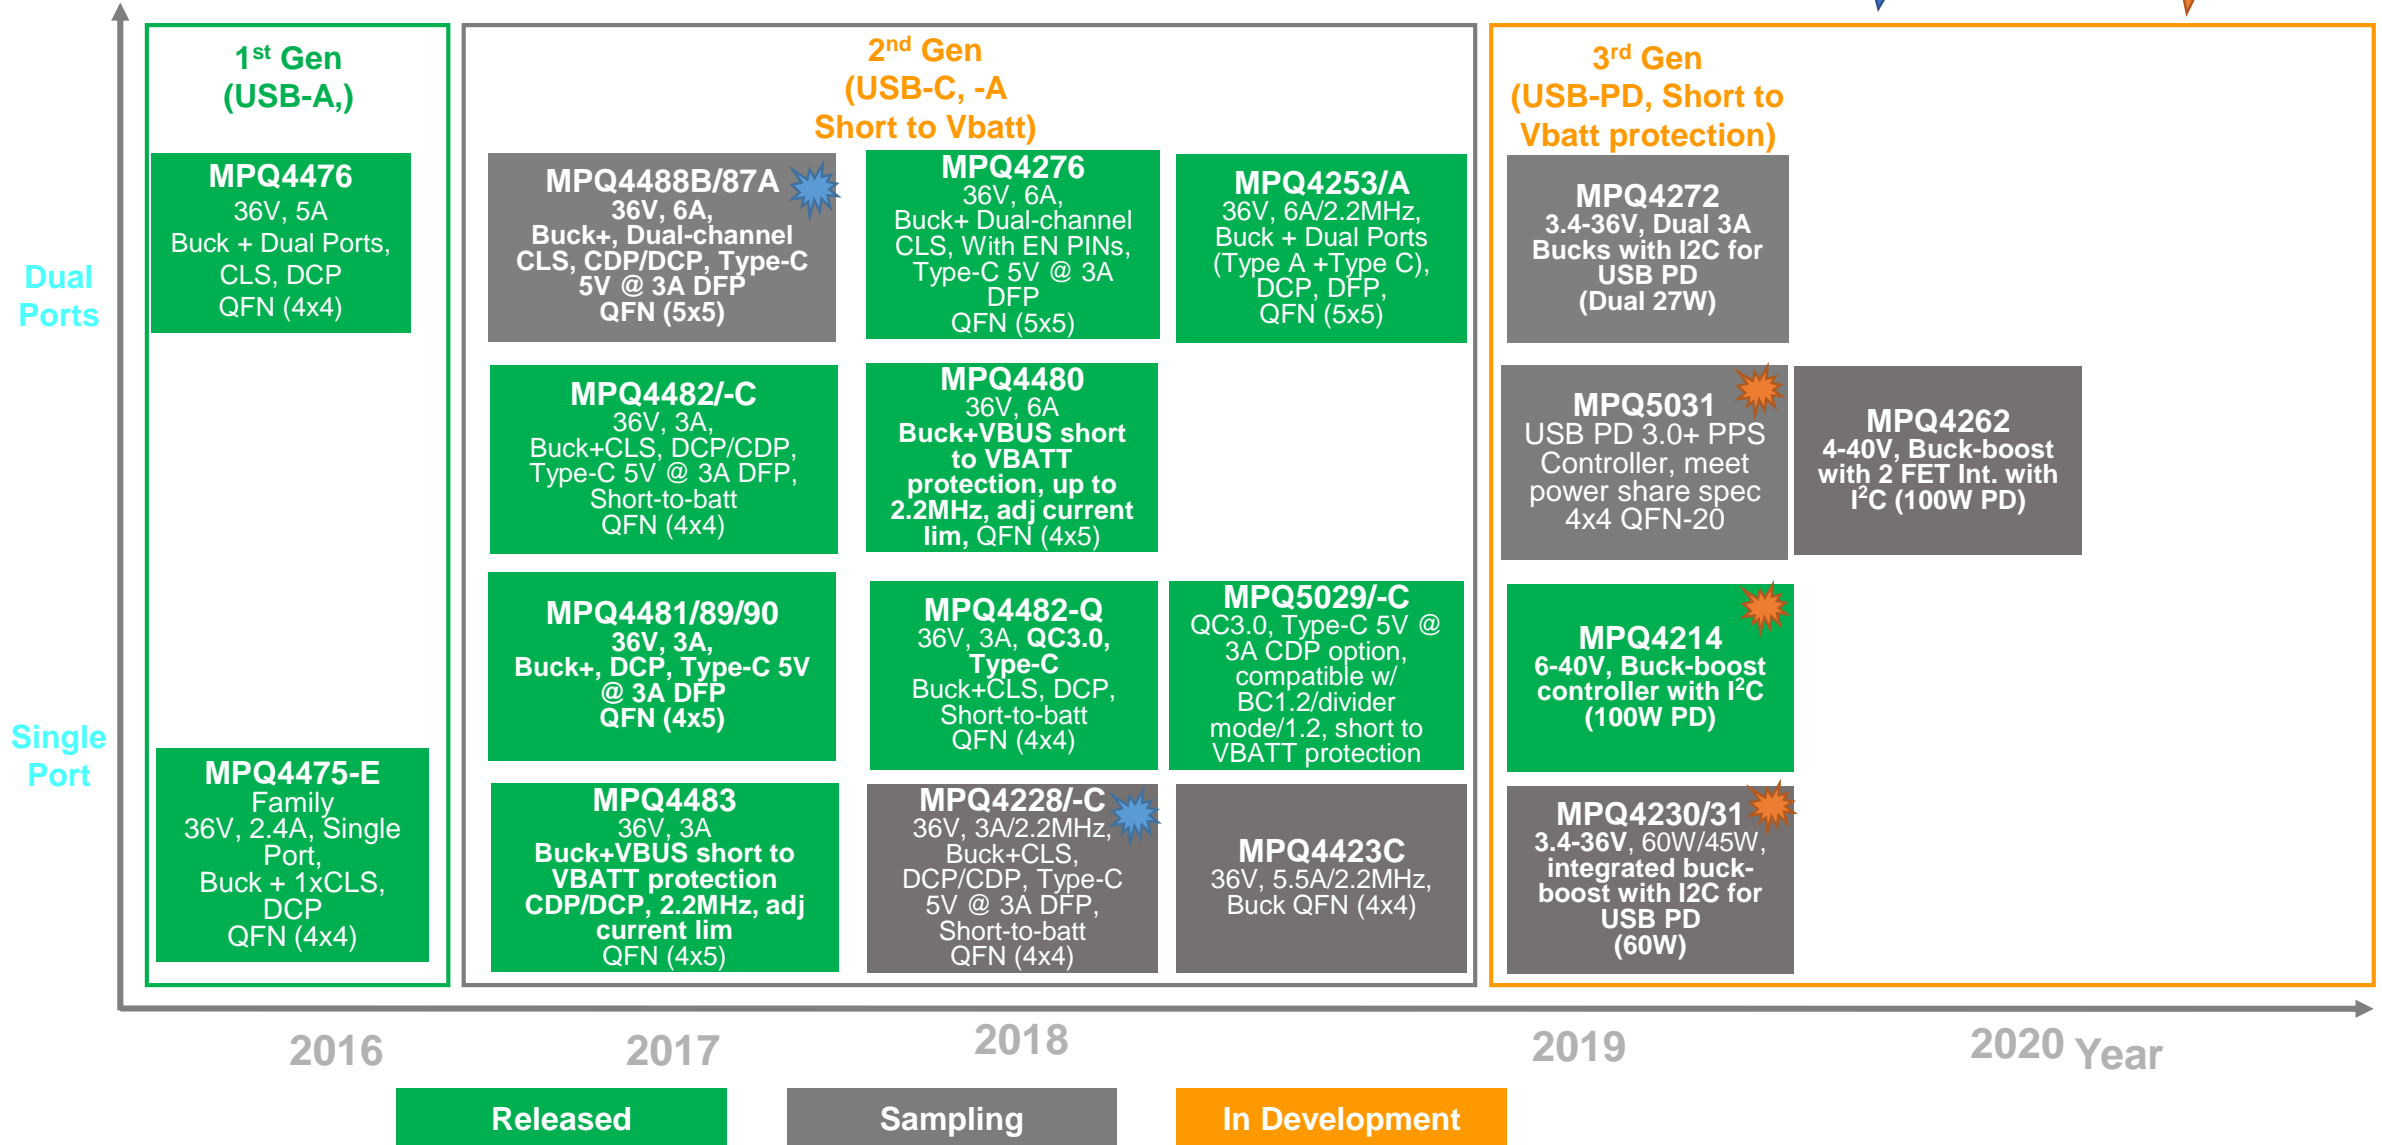 1st Gen
(USB-A,)
2nd Gen
(USB-C, -A
Short to Vbatt)
3rd Gen
(USB-PD, Short to
Vbatt protection)
Dual
Ports
MPQ4476
36V, 5A
Buck + Dual Ports,
CLS, DCP
QFN (4x4)
MPQ4488B/87A
36V, 6A,
Buck+, Dual-channel
CLS, CDP/DCP, Type-C
5V @ 3A DFP
QFN (5x5)
MPQ4276
36V, 6A,
Buck+ Dual-channel
CLS, With EN PINs,
Type-C 5V @ 3A
DFP
QFN (5x5)
MPQ4253/A
36V, 6A/2.2MHz,
Buck + Dual Ports
(Type A +Type C),
DCP, DFP,
QFN (5x5)
MPQ4272
3.4-36V, Dual 3A
Bucks with I2C for
USB PD
(Dual 27W)
MPQ4482/-C
36V, 3A,
Buck+CLS, DCP/CDP,
Type-C 5V @ 3A DFP,
Short-to-batt
QFN (4x4)
MPQ4480
36V, 6A
Buck+VBUS short
to VBATT
protection, up to
2.2MHz, adj current
lim, QFN (4x5)
MPQ5031
USB PD 3.0+ PPS
Controller, meet
power share spec
4x4 QFN-20
MPQ4262
4-40V, Buck-boost
with 2 FET Int. with
I2C (100W PD)
Single
Port
MPQ4481/89/90
36V, 3A,
Buck+, DCP, Type-C 5V
@ 3A DFP
QFN (4x5)
MPQ4482-Q
36V, 3A, QC3.0,
Type-C
Buck+CLS, DCP,
Short-to-batt
QFN (4x4)
MPQ5029/-C
QC3.0, Type-C 5V @
3A CDP option,
compatible w/
BC1.2/divider
mode/1.2, short to
VBATT protection
MPQ4214
6-40V, Buck-boost
controller with I2C
(100W PD)
MPQ4475-E
Family
36V, 2.4A, Single
Port,
Buck + 1xCLS,
DCP
QFN (4x4)
MPQ4483
36V, 3A
Buck+VBUS short to
VBATT protection
CDP/DCP, 2.2MHz, adj
current lim
QFN (4x5)
MPQ4228/-C
36V, 3A/2.2MHz,
Buck+CLS,
DCP/CDP, Type-C
5V @ 3A DFP,
Short-to-batt
QFN (4x4)
MPQ4423C
36V, 5.5A/2.2MHz,
Buck QFN (4x4)
MPQ4230/31
3.4-36V, 60W/45W,
integrated buck-
boost with I2C for
USB PD
(60W)
2016
2017
2018
2019
2020
Year
Released
Sampling
In Development